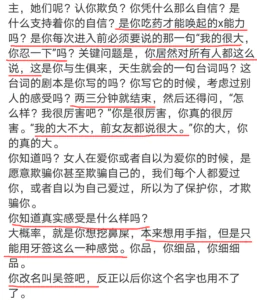 主，她们呢？认你欺负？你凭什么那么自信？是
什么支持着你的自信？是你吃药才能唤起的x能力
吗？是你每次进入前必须要说的那一句“我的很大，
你忍一下”吗？关键问题是，你居然对所有人都这么
说，这是你与生俱来，天生就会的一句台词吗？这
台词的剧本是你写的吗？你写它的时候，考虑过别
人的感受吗？两三分钟就结束，然后还得问，“怎
么样？我很厉害吧？”“你是很厉害，你真的很厉
害。“我的大不大，前女友都说很大。”你的大，你
的真的大。
你知道吗？女人在爱你或者自以为爱你的时候，是
愿意欺骗你甚至欺骗自己的，我们每个人都爱过
你，或者自以为自己爱过，所以为了保护你，才欺
骗你。
你知道真实感受是什么样吗？
大概率，就是你想挖鼻屎，本来想用手指，但是只
能用牙签这么一种感觉。你品，你细品，你细细
品。
你改名叫吴签吧，反正以后你这个名字也用不了
了。